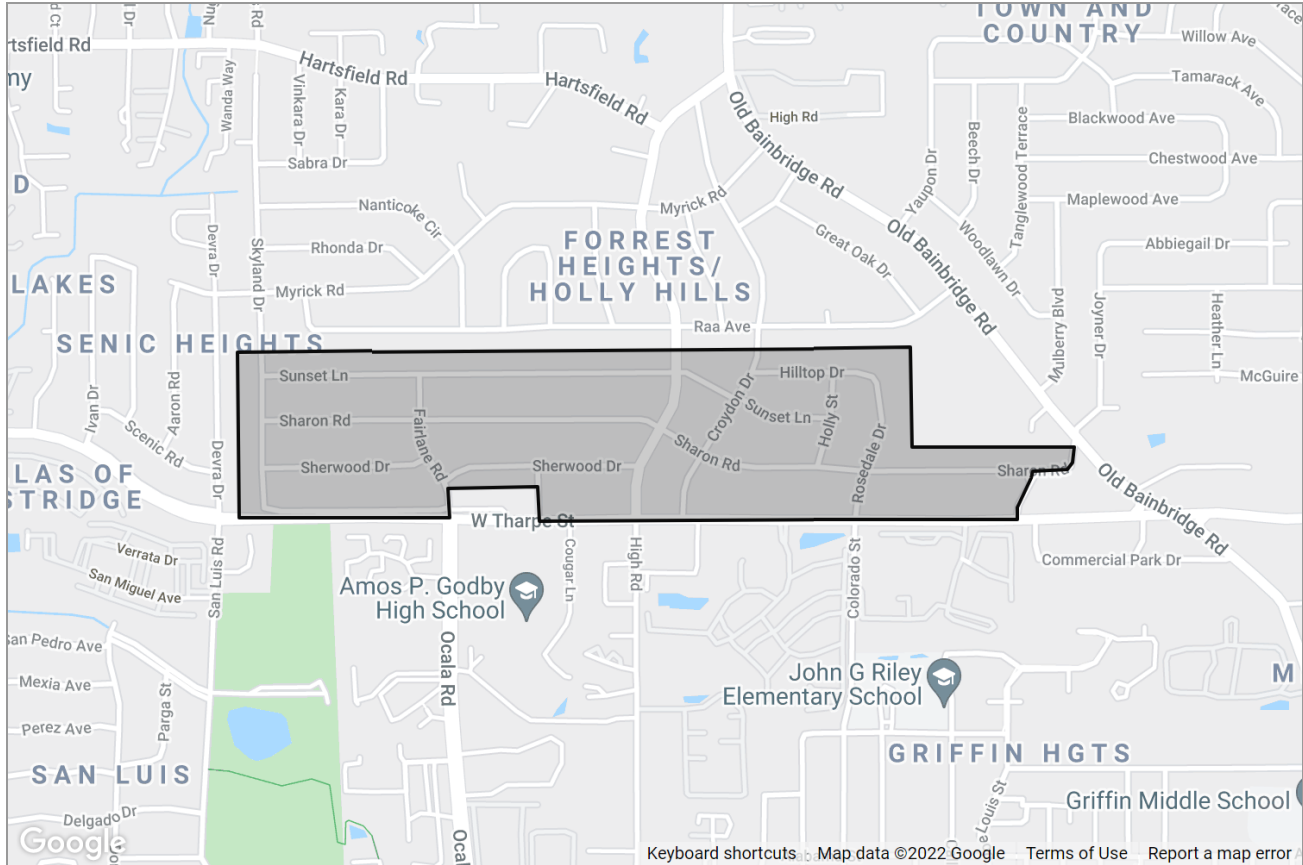 TOWN AND
COUNTRY
Willow Ave
Tamarack Ave
Blackwood Ave
Chestwood Ave
Maplewood Ave
Abbiegail Dr
rtsfield Rd
Hartsfield Rd
Hartsfield Rd
my
Wanda Way
Vinkara Dr
Kara Dr
Sabra Dr
High Rd
Old Bainbridge Rd
Beech Dr
Yaupon Dr
Tanglewood Terrace
Woodlawn Dr
D
Nanticoke Cir
Myrick Rd
Great Oak Dr
Old Bainbridge Rd
Devra Dr
Skyland Dr
Rhonda Dr
FORREST
HEIGHTS/
HOLLY HILLS
LAKES
Myrick Rd
Raa Ave
Mulberry Blvd
Joyner Dr
Heather Ln
SENIC HEIGHTS
Sunset Ln
Hilltop Dr
McGuire
Ivan Dr
Aaron Rd
Scenic Rd
Devra Dr
Sharon Rd
Fairlane Rd
Croydon Dr
Sunset Ln
Holly St
Rosedale Dr
Sherwood Dr
Sherwood Dr
Sharon Rd
Sharon Rd
LAS OF
STRIDGE
Old Bainbridge Rd
W Tharpe St
Verrata Dr
San Miguel Ave
San Luis Rd
Cougar Ln
High Rd
Colorado St
Commercial Park Dr
Amos P. Godby
High School
San Pedro Ave
Ocala Rd
Mexia Ave
Parga St
Perez Ave
John G Riley
Elementary School
M
SAN LUIS
GRIFFIN HGTS
Delgado Dr
e Louis St
Griffin Middle School
Google
Keyboard shortcuts
Map data ©2022 Google
Terms of Use
Report a map error